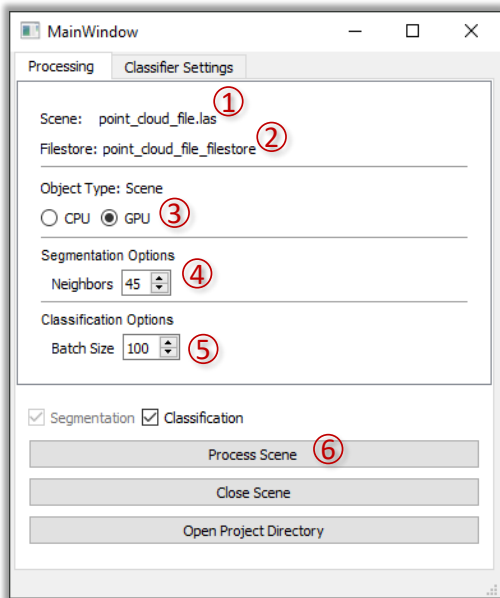 MainWindow
Processing Classifier Settings
①
Scene: point_cloud_file.las
②
Filestore: point_cloud_file_filestore
Object Type: Scene
CPU GPU ③
Segmentation Options
Neighbors 45 ④
Classification Options
Batch Size 100 ⑤
Segmentation Classification
Process Scene ⑥
Close Scene
Open Project Directory